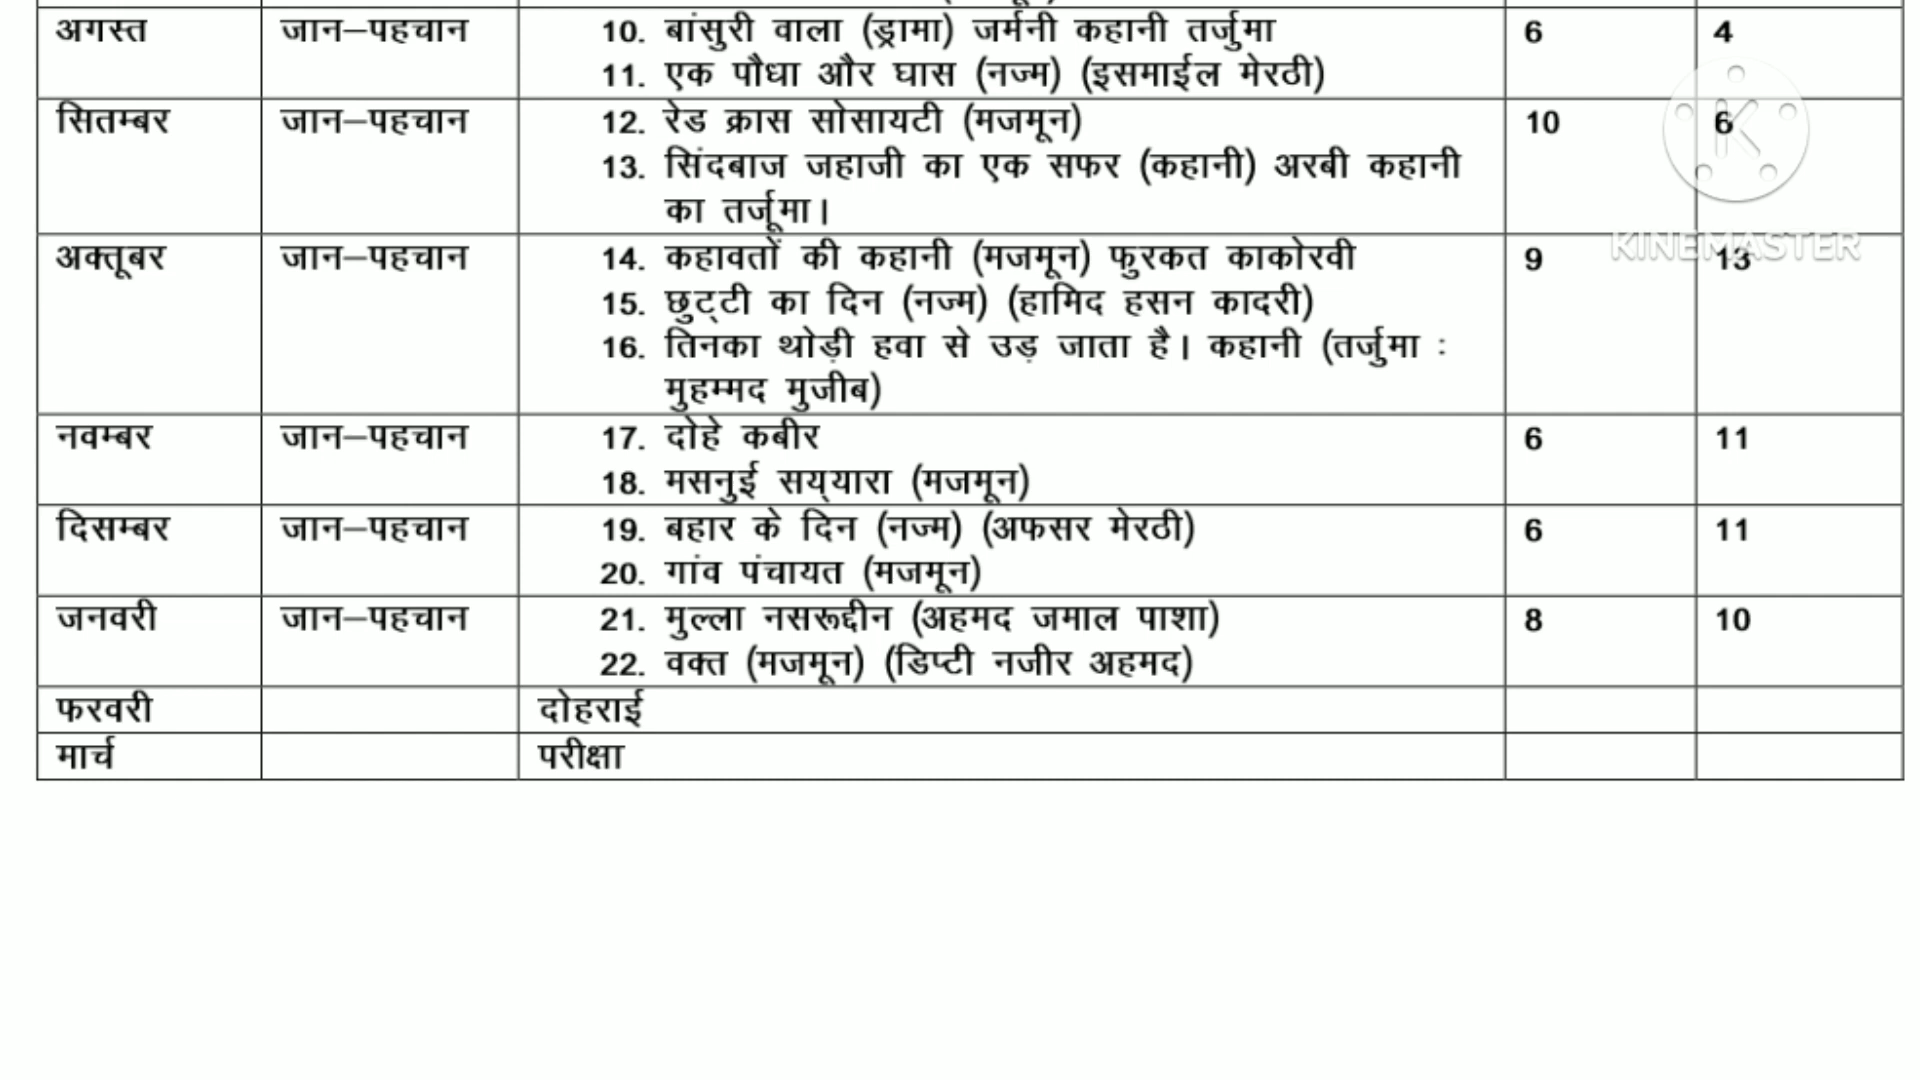 अगस्त जान–पहचान 10. बांसुरी वाला (ड्रामा) जर्मनी कहानी तर्जुमा 6 4
11. एक पौधा और घास (नज्म) (इसमाईल मेरठी)
सितम्बर जान–पहचान 12. रेड क्रास सोसायटी (मजमून) 10 6
13. सिंदबाज जहाजी का एक सफर (कहानी) अरबी कहानी
का तर्जूमा।
अक्तूबर जान–पहचान 14. कहावतों की कहानी (मजमून) फुरकत काकोरवी 9 13
KINEMASTER
15. छुट्टी का दिन (नज्म) (हामिद हसन कादरी)
16. तिनका थोड़ी हवा से उड़ जाता है। कहानी (तर्जुमा :
मुहम्मद मुजीब)
नवम्बर जान–पहचान 17. दोहे कबीर 6 11
18. मसनुई सय्यारा (मजमून)
दिसम्बर जान–पहचान 19. बहार के दिन (नज्म) (अफसर मेरठी) 6 11
20. गांव पंचायत (मजमून)
जनवरी जान–पहचान 21. मुल्ला नसरूद्दीन (अहमद जमाल पाशा) 8 10
22. वक्त (मजमून) (डिप्टी नजीर अहमद)
फरवरी दोहराई
मार्च परीक्षा